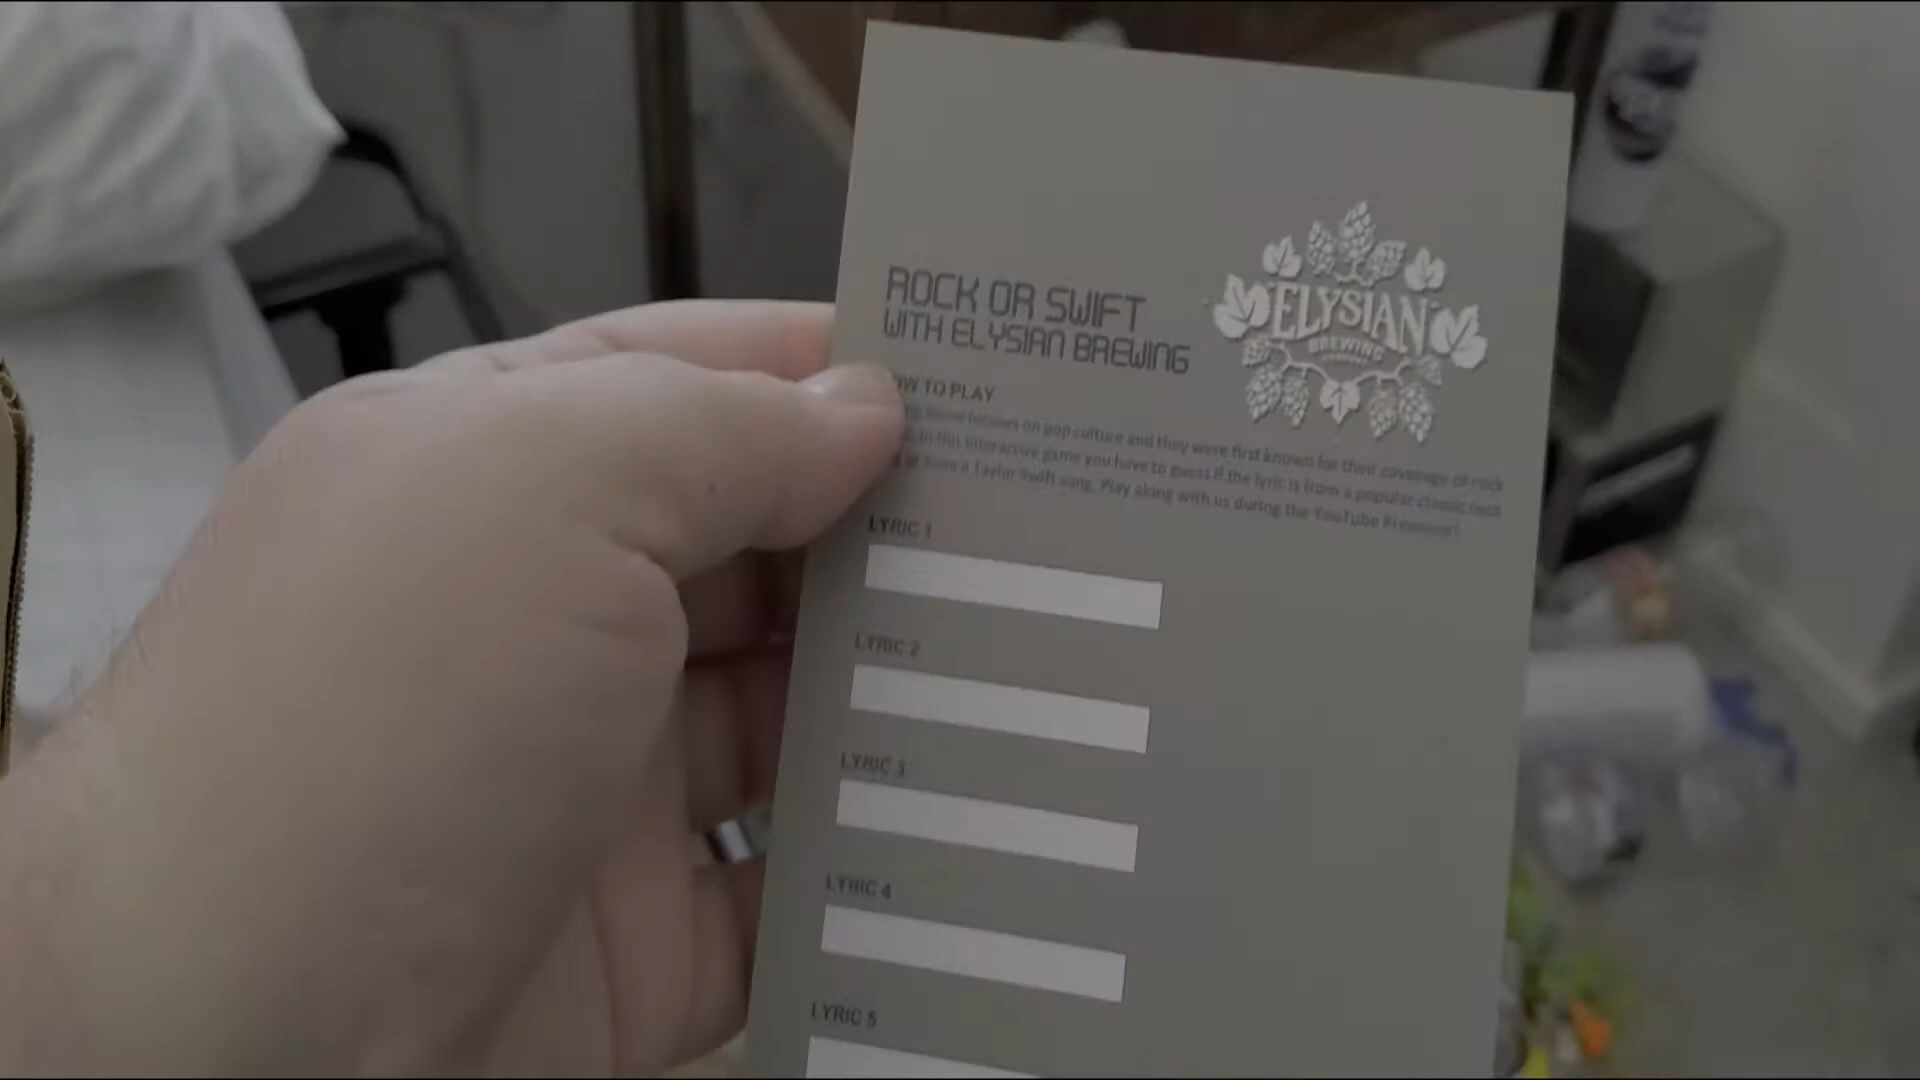 ELYSIAN
BREWING
ROCK OR SWIFT
WITH ELYSIAN BREWING
OW TO PLAY
on pop culture and they were first known for their coverage of rock
In this interactive game you have to guess if the lyric is from a popular classic rock
a Taylor Swift song. Play along with us during the YouTube Premiere!
LYRIC 1
LYRIC 2
LYRIC 3
LYRIC 4
LYRIC 5